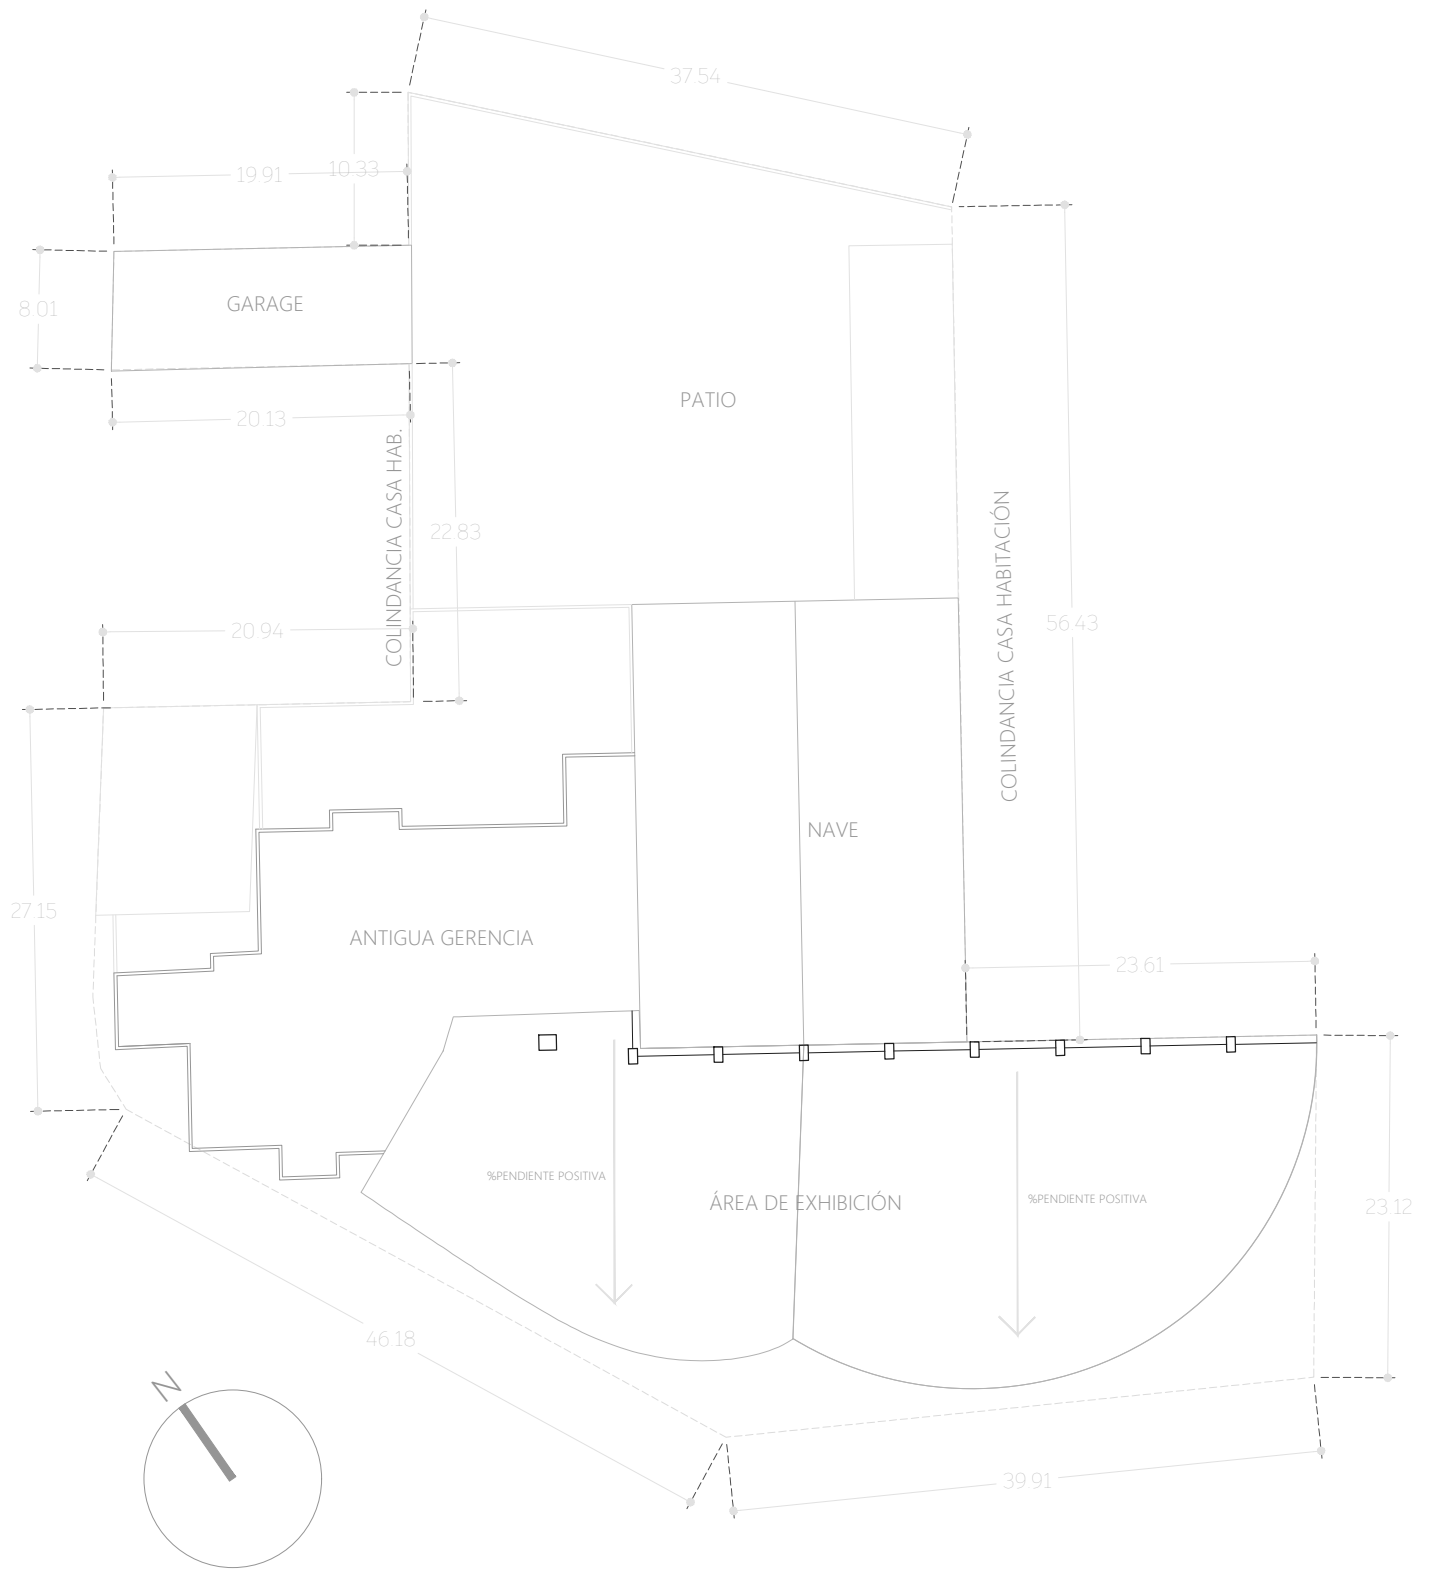 37.54
19.91
10.33
8.01
GARAGE
PATIO
20.13
COLINDANCIA CASA HAB.
22.83
COLINDANCIA CASA HABITACIÓN
56.43
20.94
NAVE
27.15
ANTIGUA GERENCIA
23.61
%PENDIENTE POSITIVA
ÁREA DE EXHIBICIÓN
%PENDIENTE POSITIVA
23.12
46.18
N
39.91